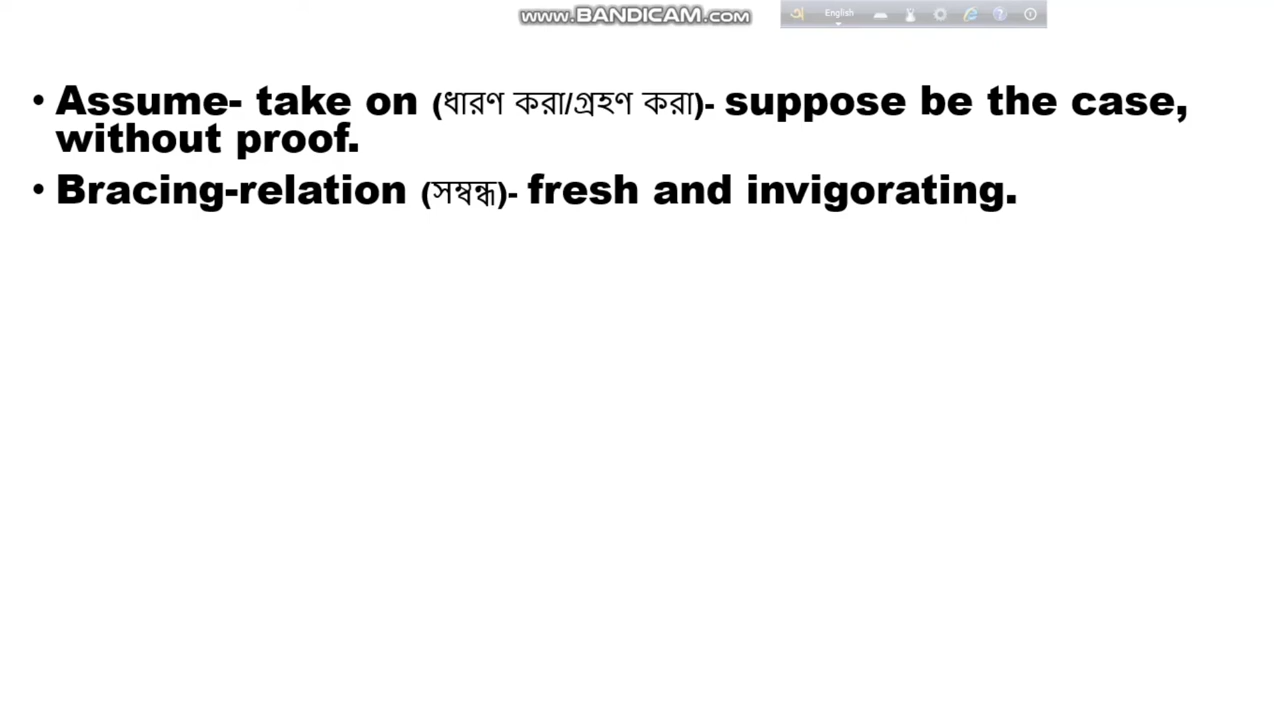 www.BANDICAM.com
অ English
• Assume- take on (ধারণ করা/গ্রহণ করা)- suppose be the case,
without proof.
• Bracing-relation (সম্বন্ধ)- fresh and invigorating.